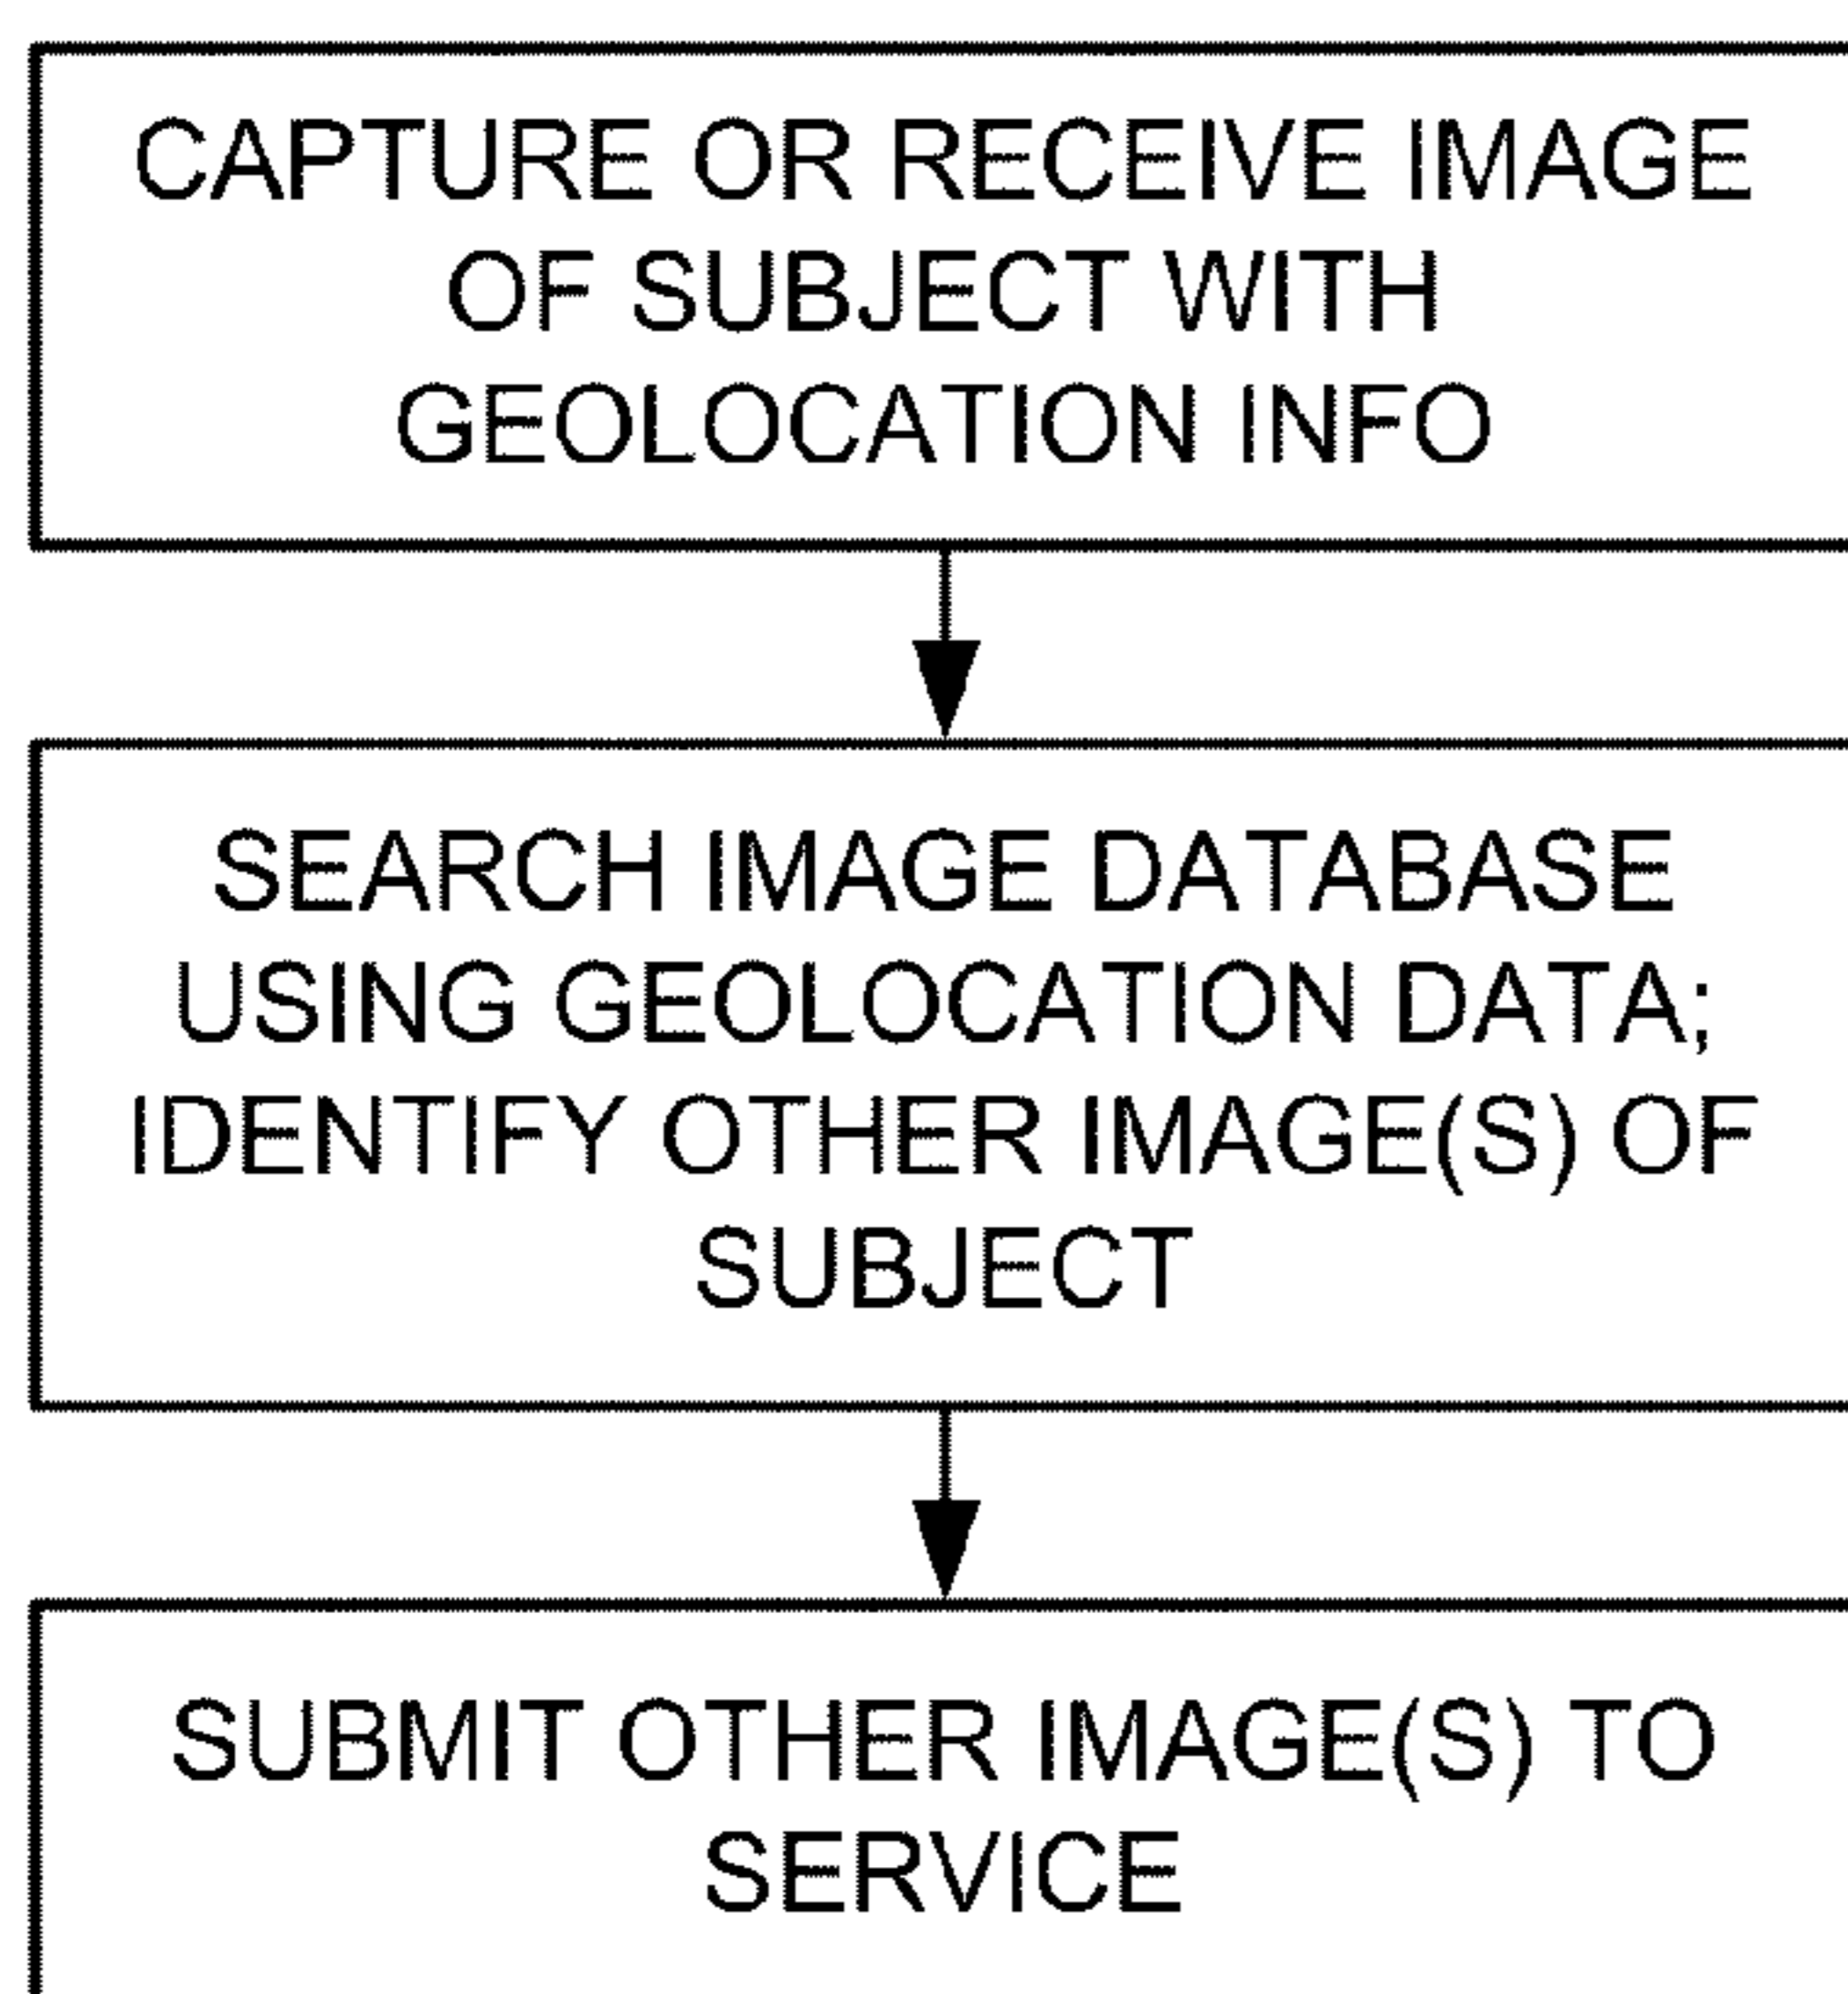 CAPTURE OR RECEIVE IMAGE
OF SUBJECT WITH
GEOLOCATION INFO
SEARCH IMAGE DATABASE
USING GEOLOCATION DATA;
IDENTIFY OTHER IMAGE(S) OF
SUBJECT
SUBMIT OTHER IMAGE(S) TO
SERVICE